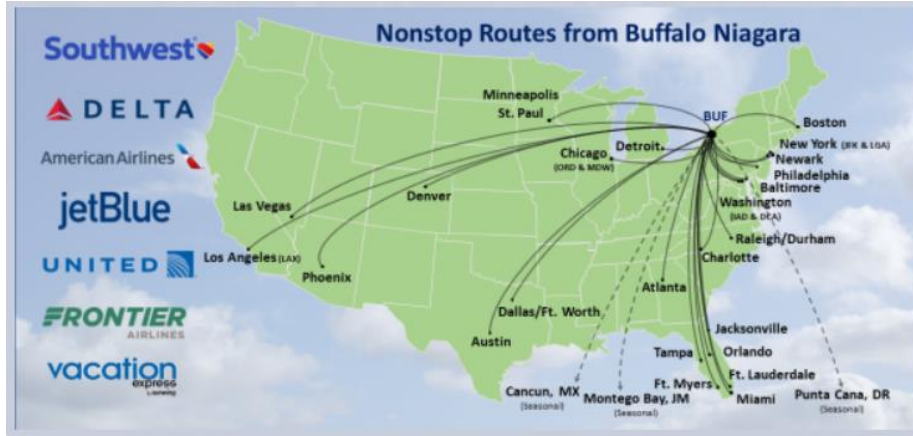 Nonstop Routes from Buffalo Niagara
Southwest
DELTA
American Airlines
jetBlue
UNITED
FRONTIER
AIRLINES
vacation
express
Minneapolis
St. Paul
BUF
Boston
Detroit
Chicago
(ORD & MDW)
New York (JFK & LGA)
Newark
Philadelphia
Baltimore
Washington
(IAD & DCA)
Denver
Las Vegas
Los Angeles (LAX)
Phoenix
Raleigh/Durham
Charlotte
Atlanta
Dallas/Ft. Worth
Austin
Jacksonville
Tampa
Orlando
Ft. Lauderdale
Ft. Myers
Miami
Cancun, MX
(Seasonal)
Montego Bay, JM
(Seasonal)
Punta Cana, DR
(Seasonal)